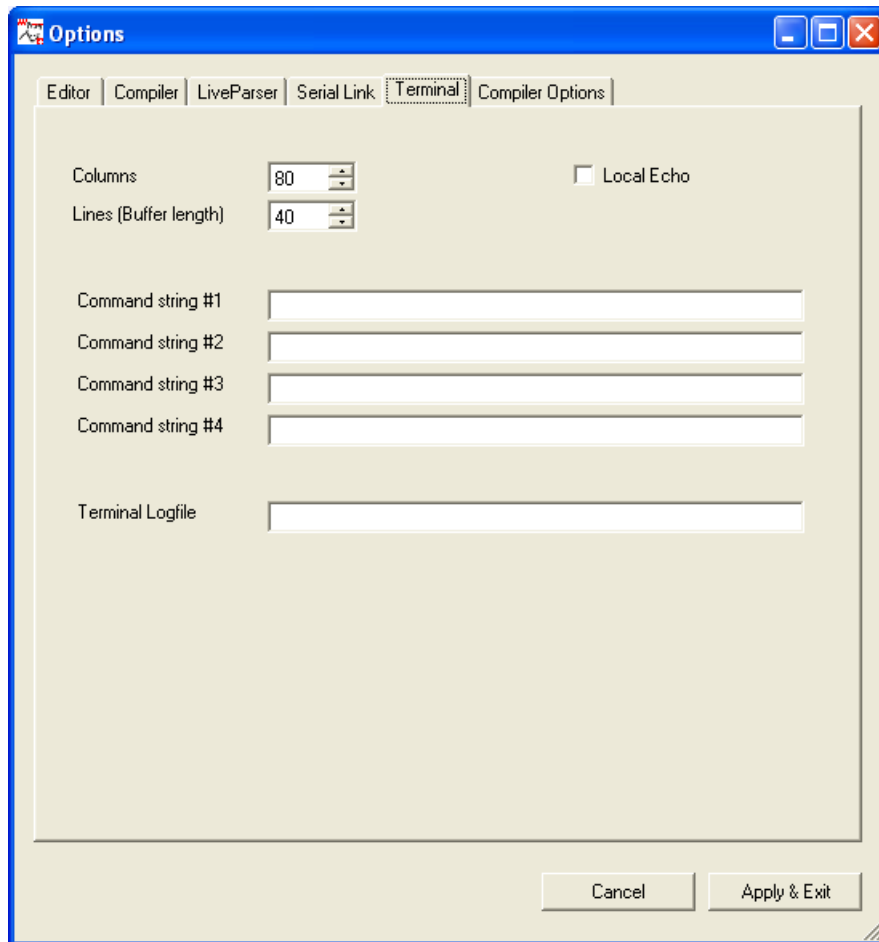 Options
Editor Compiler LiveParser Serial Link Terminal Compiler Options
Columns 80 Local Echo
Lines (Buffer length) 40
Command string #1
Command string #2
Command string #3
Command string #4
Terminal Logfile
Cancel Apply & Exit